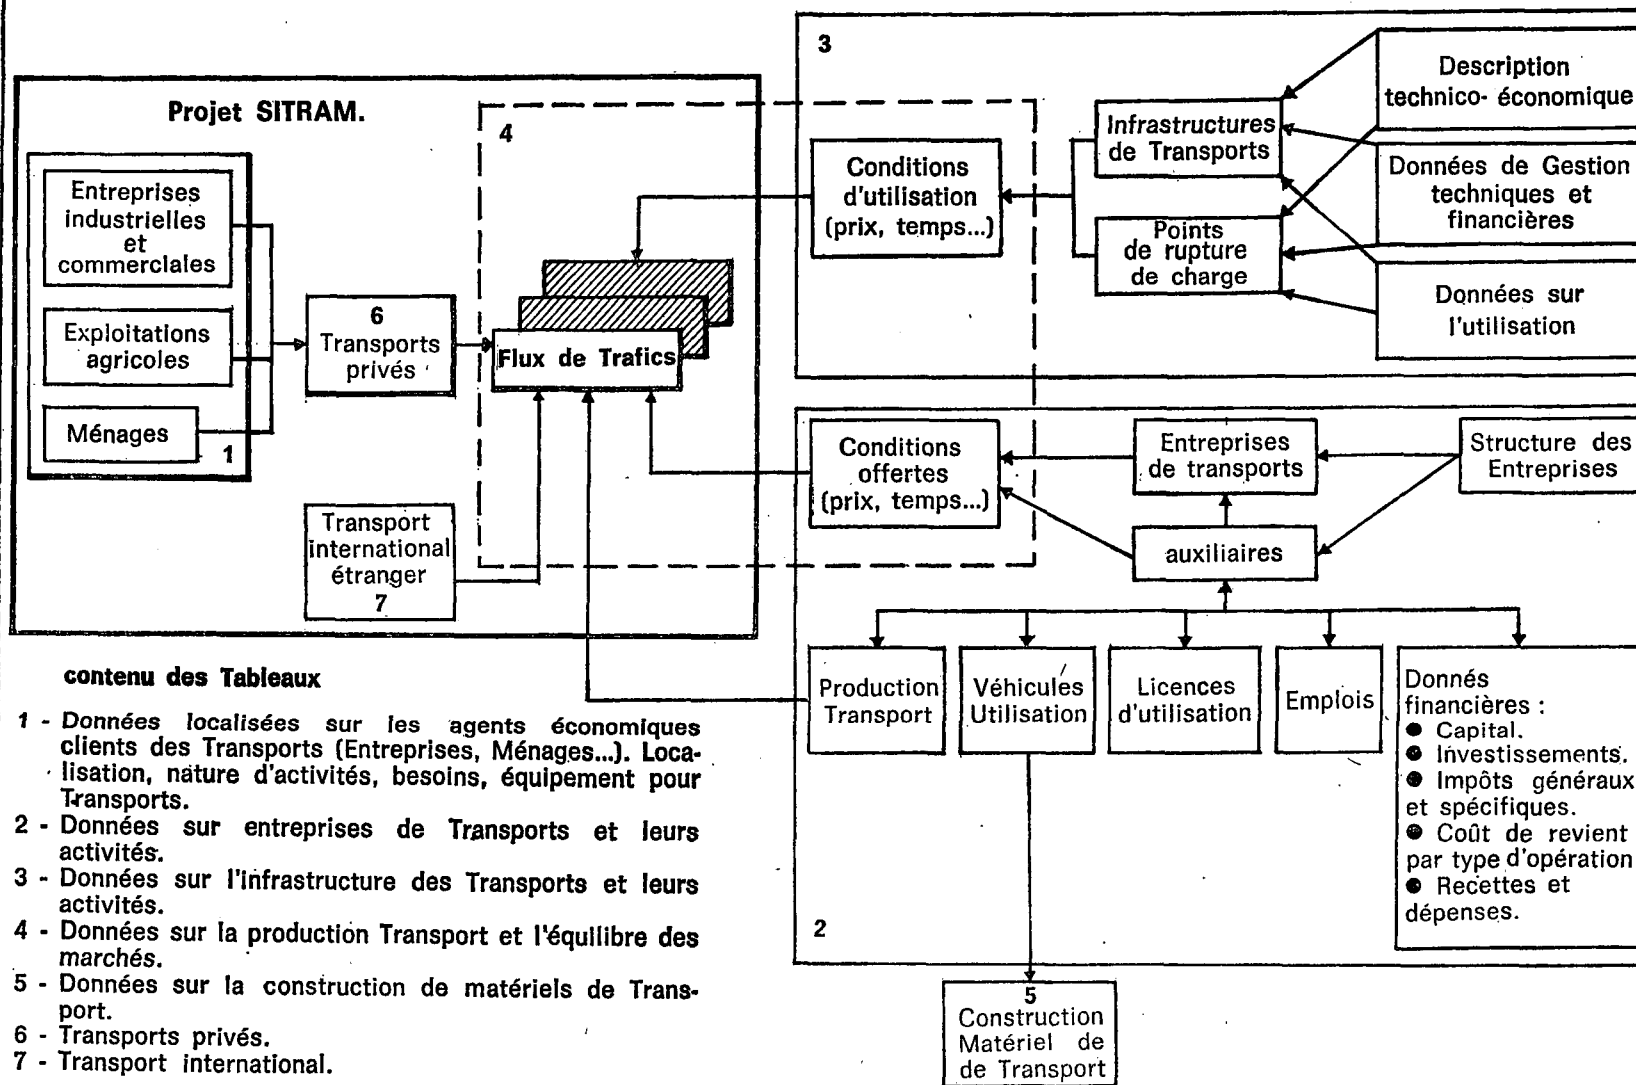 Projet SITRAM.
Entreprises
industrielles
et
commerciales
Exploitations
agricoles
Ménages
1
6
Transports
privés
Transport
international
étranger
7
4
Flux de Trafics
3
Conditions
d'utilisation
(prix, temps...)
Infrastructures
de Transports
Points
de rupture
de charge
Description
technico- économique
Données de Gestion
techniques et
financières
Données sur
l'utilisation
Conditions
offertes
(prix, temps...)
Entreprises
de transports
auxiliaires
Structure des
Entreprises
Production
Transport
Véhicules
Utilisation
Licences
d'utilisation
Emplois
Donnés
financières :
● Capital.
● Investissements.
● Impôts généraux
et spécifiques.
● Coût de revient
par type d'opération
● Recettes et
dépenses.
2
5
Construction
Matériel de
de Transport
contenu des Tableaux
1 - Données localisées sur les agents économiques
clients des Transports (Entreprises, Ménages...). Loca-
lisation, nature d'activités, besoins, équipement pour
Transports.
2 - Données sur entreprises de Transports et leurs
activités.
3 - Données sur l'infrastructure des Transports et leurs
activités.
4 - Données sur la production Transport et l'équilibre des
marchés.
5 - Données sur la construction de matériels de Trans-
port.
6 - Transports privés.
7 - Transport international.